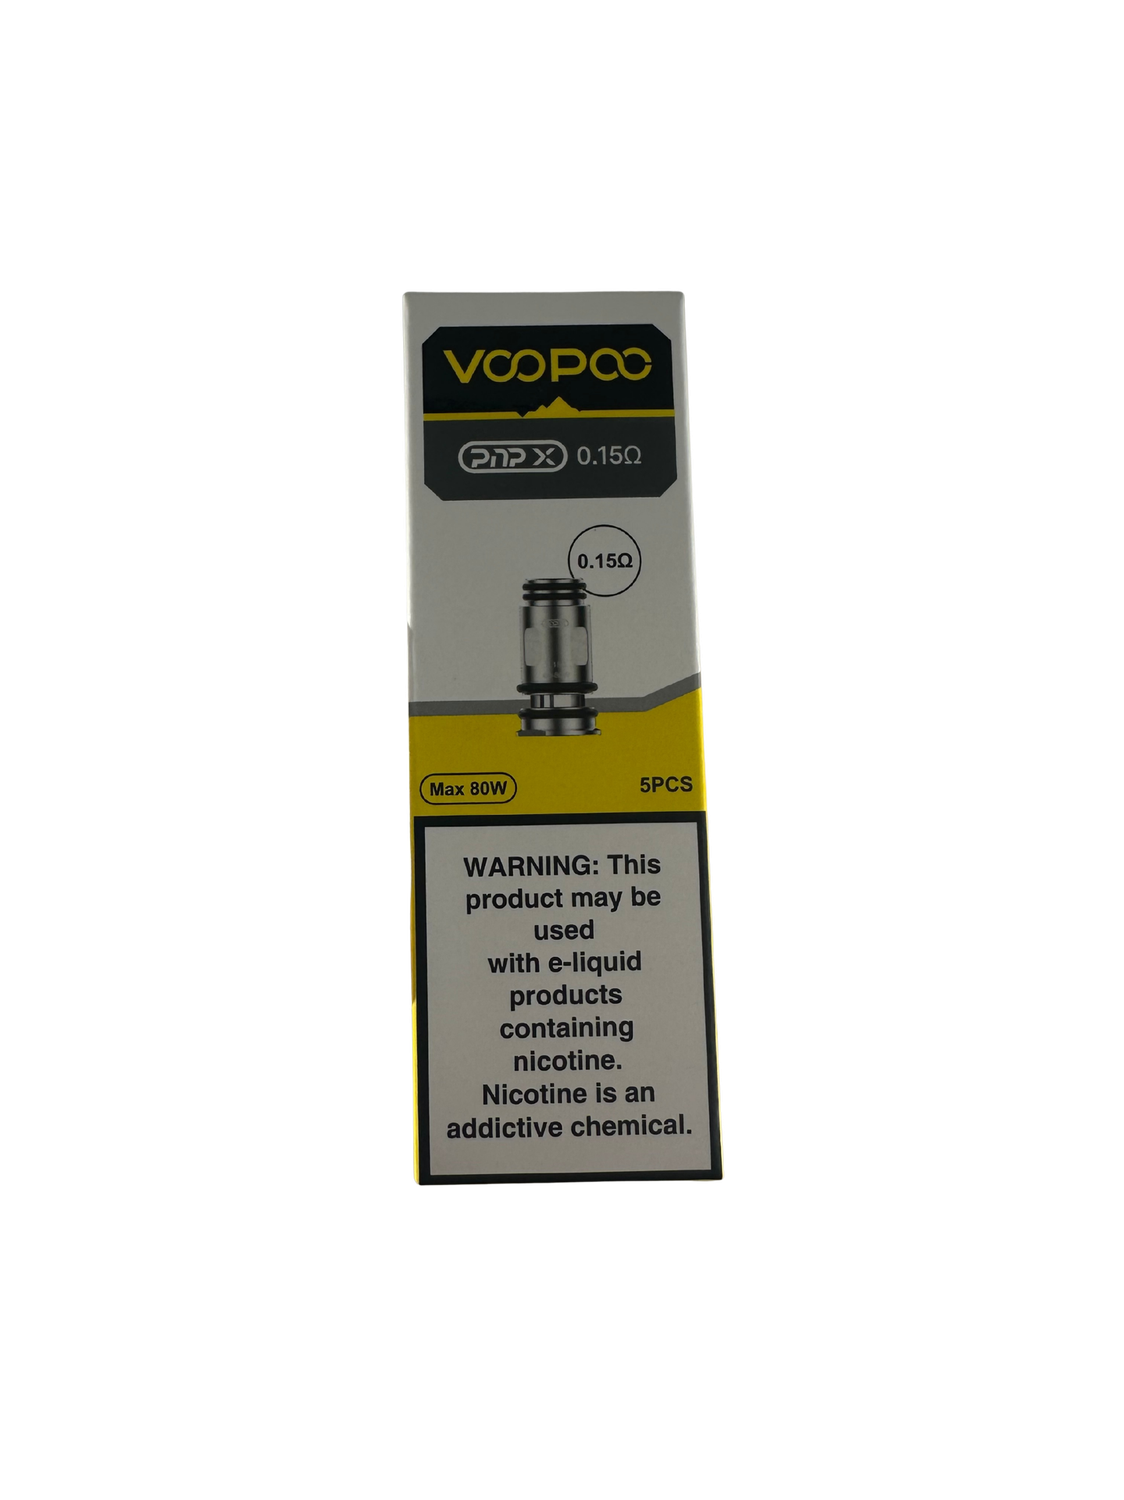 VOOPOO
PNP X 0.15Ω
0.15Ω
Max 80W
5PCS
WARNING: This
product may be
used
with e-liquid
products
containing
nicotine.
Nicotine is an
addictive chemical.